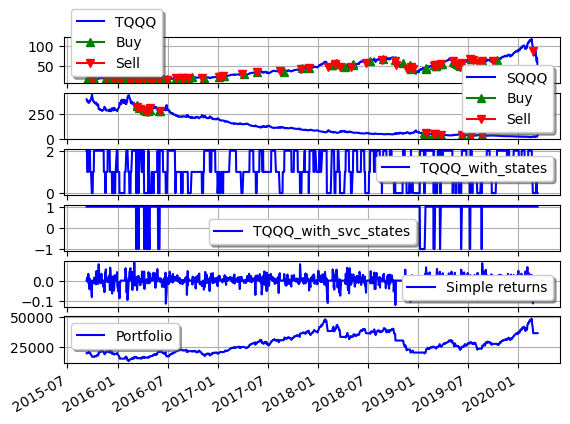 TQQQ
Buy
Sell
100
50
SQQQ
Buy
Sell
250
0
2
0
TQQQ_with_states
1
0
−1
TQQQ_with_svc_states
0.0
−0.1
Simple returns
50000
25000
Portfolio
2015-07
2016-01
2016-07
2017-01
2017-07
2018-01
2018-07
2019-01
2019-07
2020-01